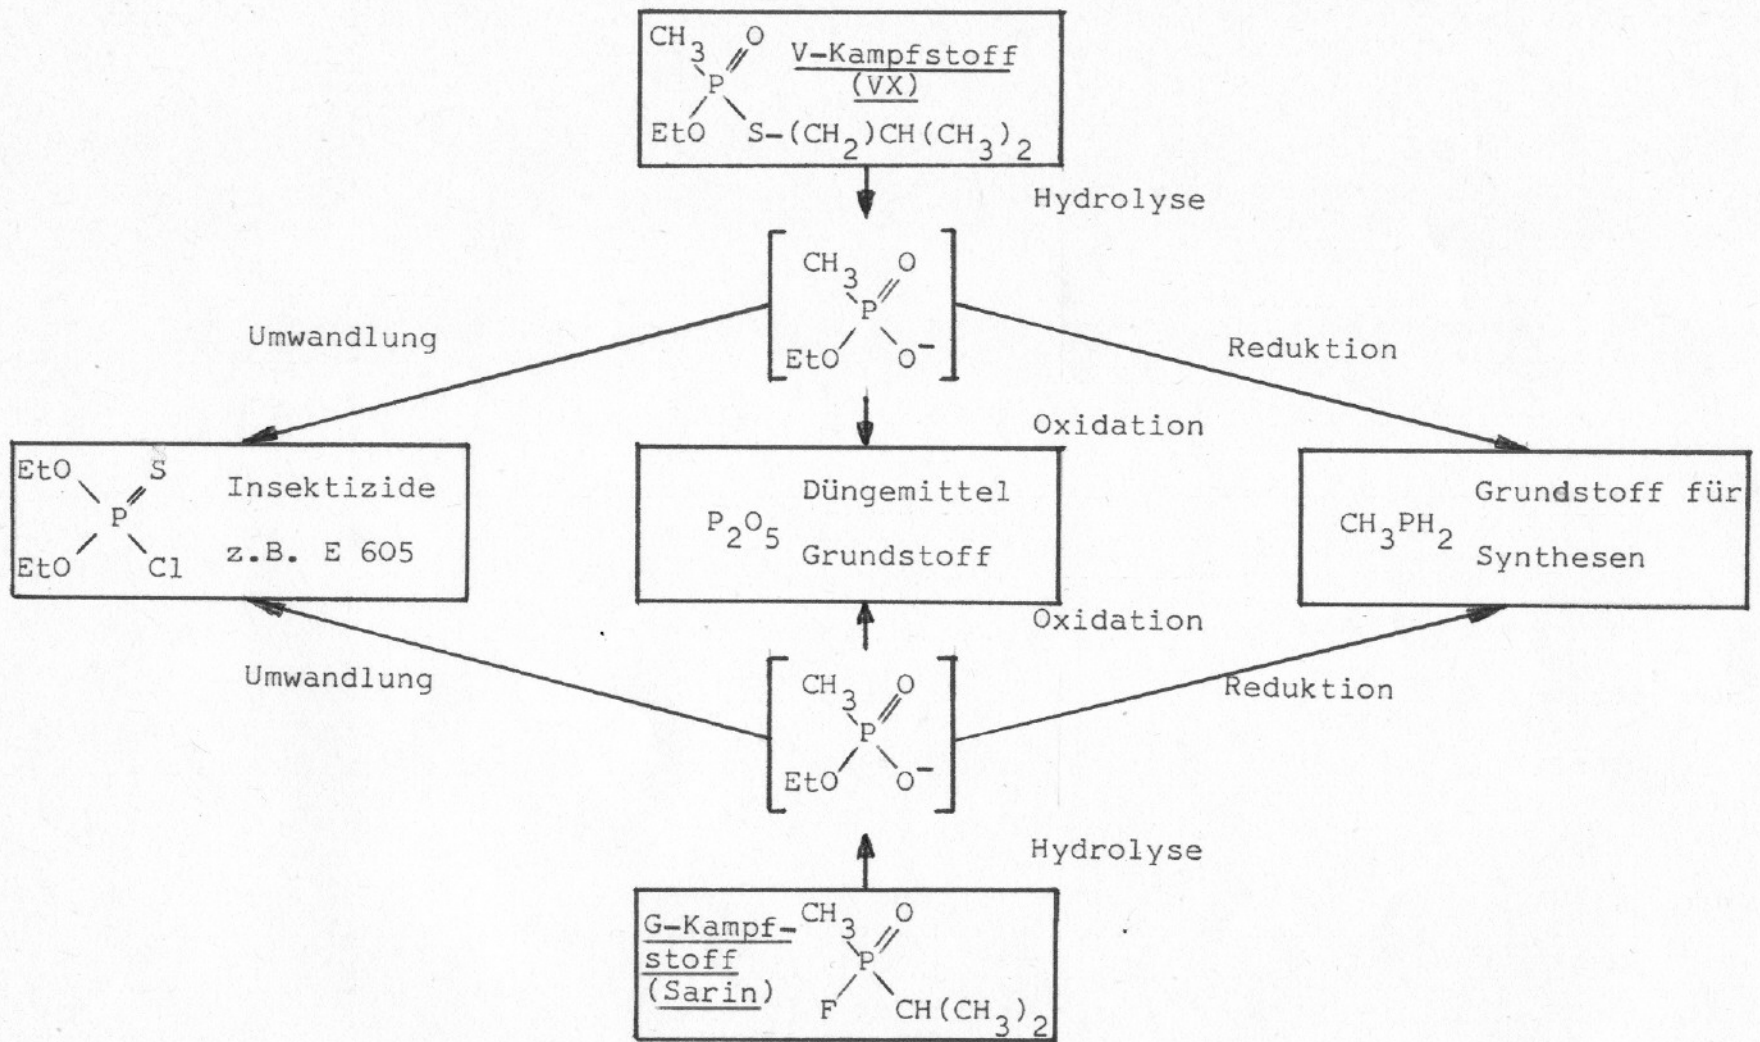 CH3 O
P
EtO S-(CH2)CH(CH3)2
V-Kampfstoff
(VX)
Hydrolyse
CH3 O
P
EtO O-
Umwandlung
Reduktion
Oxidation
EtO S
P
EtO Cl
Insektizide
z.B. E 605
P2O5
Düngemittel
Grundstoff
CH3PH2
Grundstoff für
Synthesen
Oxidation
Umwandlung
Reduktion
CH3 O
P
EtO O-
Hydrolyse
G-Kampf-
stoff
(Sarin)
CH3 O
P
F CH(CH3)2